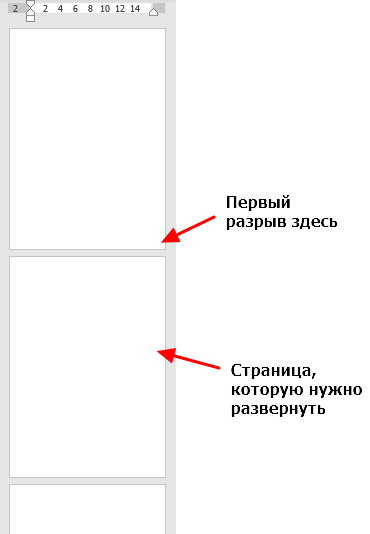 2 2 4 6 8 10 12 14
Первый
разрыв здесь
Страница,
которую нужно
развернуть